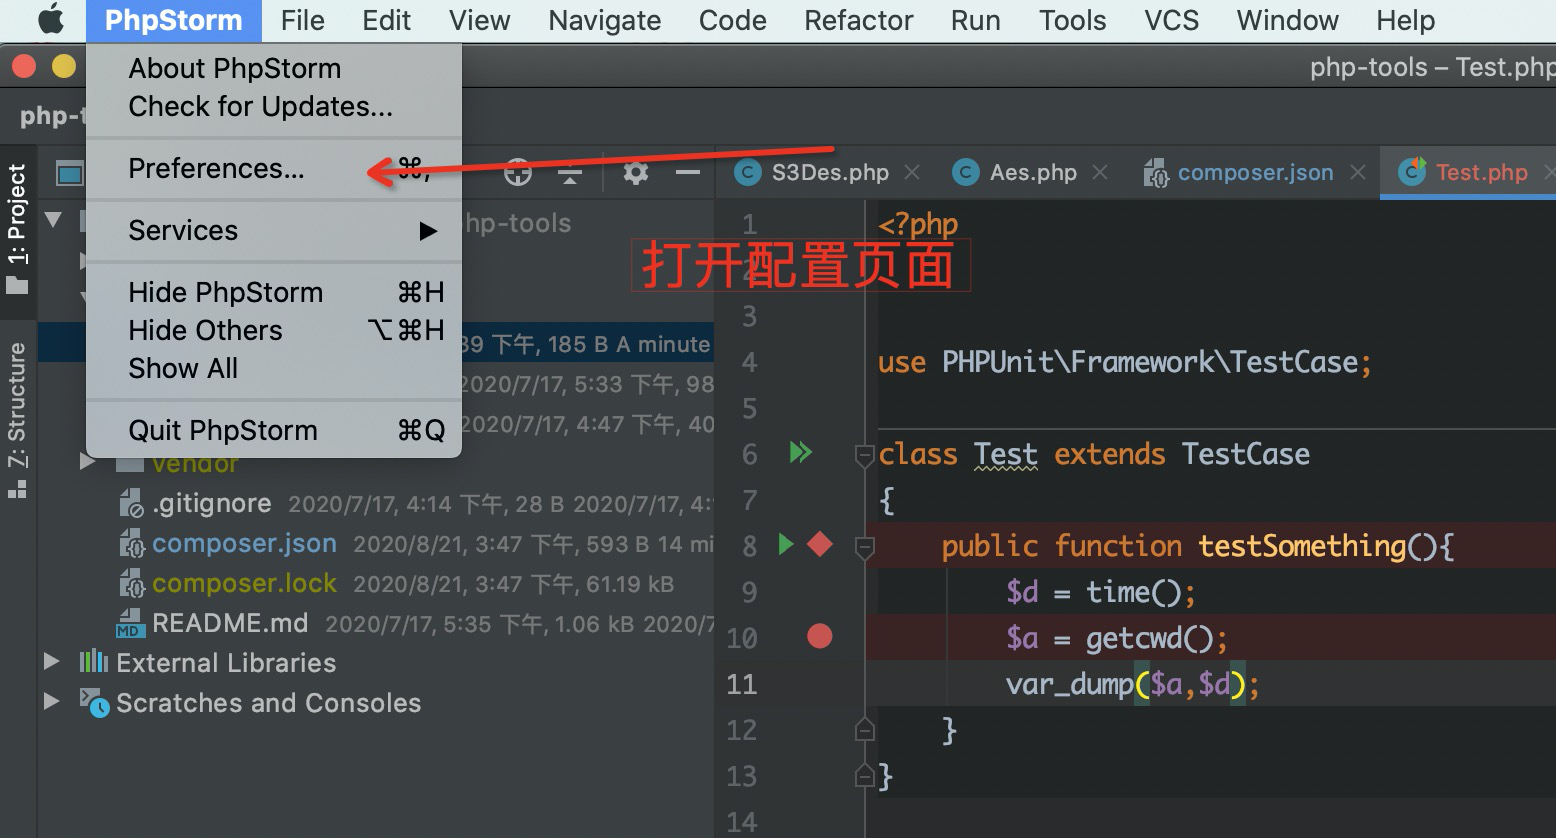 PhpStorm File Edit View Navigate Code Refactor Run Tools VCS Window Help
php-tools – Test.php
About PhpStorm
Check for Updates...
Preferences... ⌘,
Services ▶
Hide PhpStorm ⌘H
Hide Others ⌥⌘H
Show All
Quit PhpStorm ⌘Q
php-t
1: Project
Z: Structure
S3Des.php
Aes.php
composer.json
Test.php
hp-tools
打开配置页面
39 下午, 185 B A minute
2020/7/17, 5:33 下午, 98
2020/7/17, 4:47 下午, 40
vendor
.gitignore 2020/7/17, 4:14 下午, 28 B 2020/7/17, 4:
composer.json 2020/8/21, 3:47 下午, 593 B 14 mi
composer.lock 2020/8/21, 3:47 下午, 61.19 kB
MD README.md 2020/7/17, 5:35 下午, 1.06 kB 2020/7
External Libraries
Scratches and Consoles
1 <?php
2
3
4 use PHPUnit\Framework\TestCase;
5
6 class Test extends TestCase
7 {
8 public function testSomething(){
9 $d = time();
10 $a = getcwd();
11 var_dump($a,$d);
12 }
13 }
14